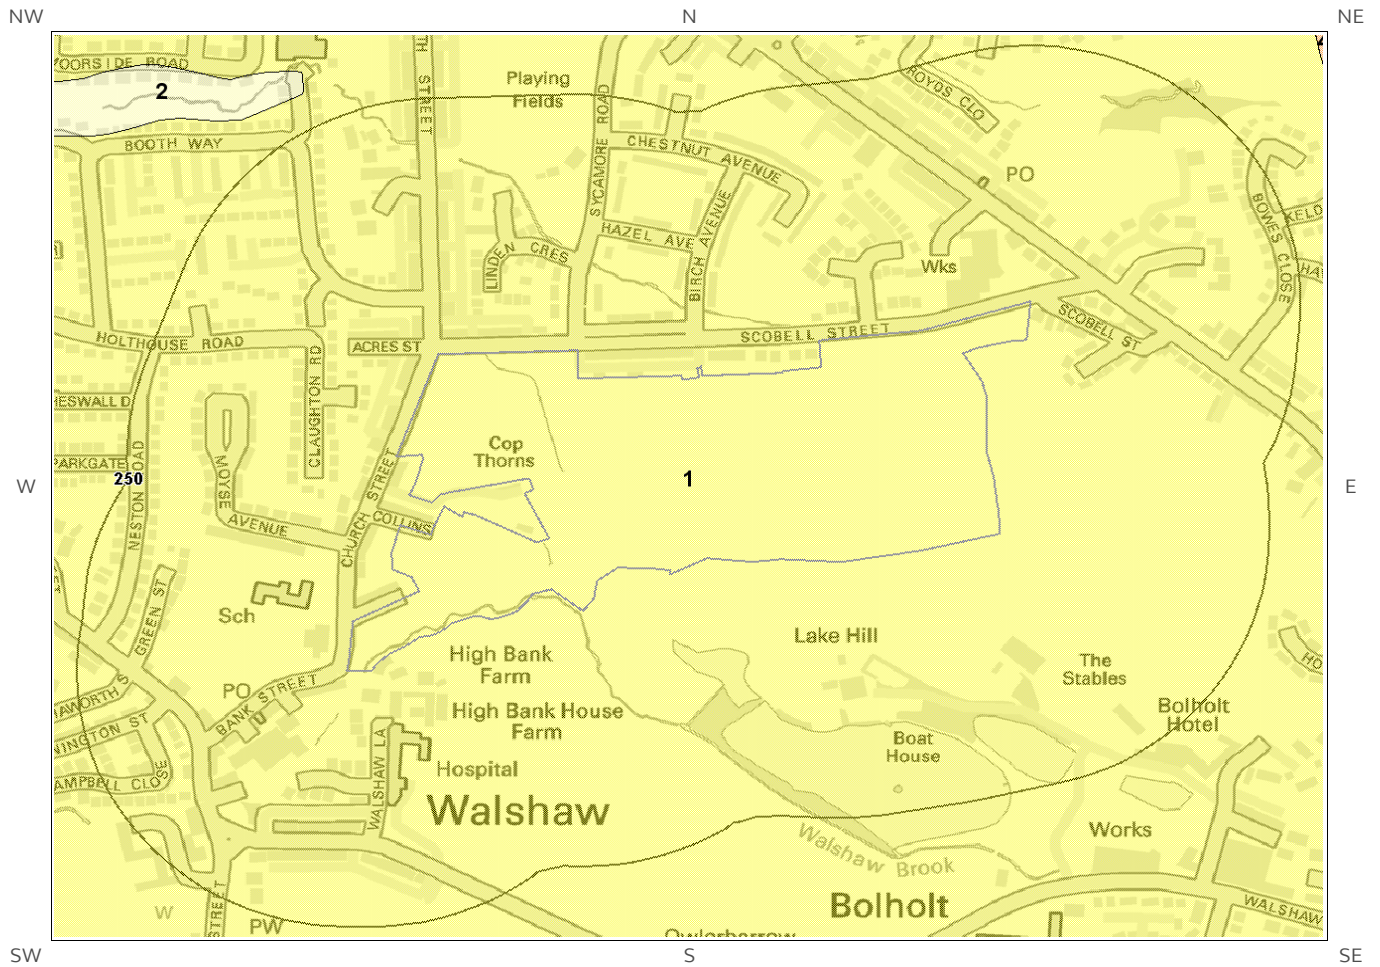 NW
N
NE
STREET
ROYDS CLO
2
Playing
Fields
SYCAMORE ROAD
BOOTH WAY
CHESTNUT AVENUE
PO
BOWES CLOSE
HAZEL AVE
BIRCH AVENUE
LINDEN CRES
Wks
SCOBELL ST
HOLTHOUSE ROAD
ACRES ST
SCOBELL STREET
CLAUGHTON RD
Cop
Thorns
PARKGATE
MOYSE AVENUE
NESTON ROAD
250
1
W
E
CHURCH STREET
COLLINS
GREEN ST
Sch
Lake Hill
High Bank
Farm
The
Stables
PO
BANK STREET
High Bank House
Farm
Bolholt
Hotel
Boat
House
WALSHAW LA
Hospital
Walshaw
Walshaw Brook
Works
Bolholt
WALSHAW
W
PW
STREET
SW
S
SE